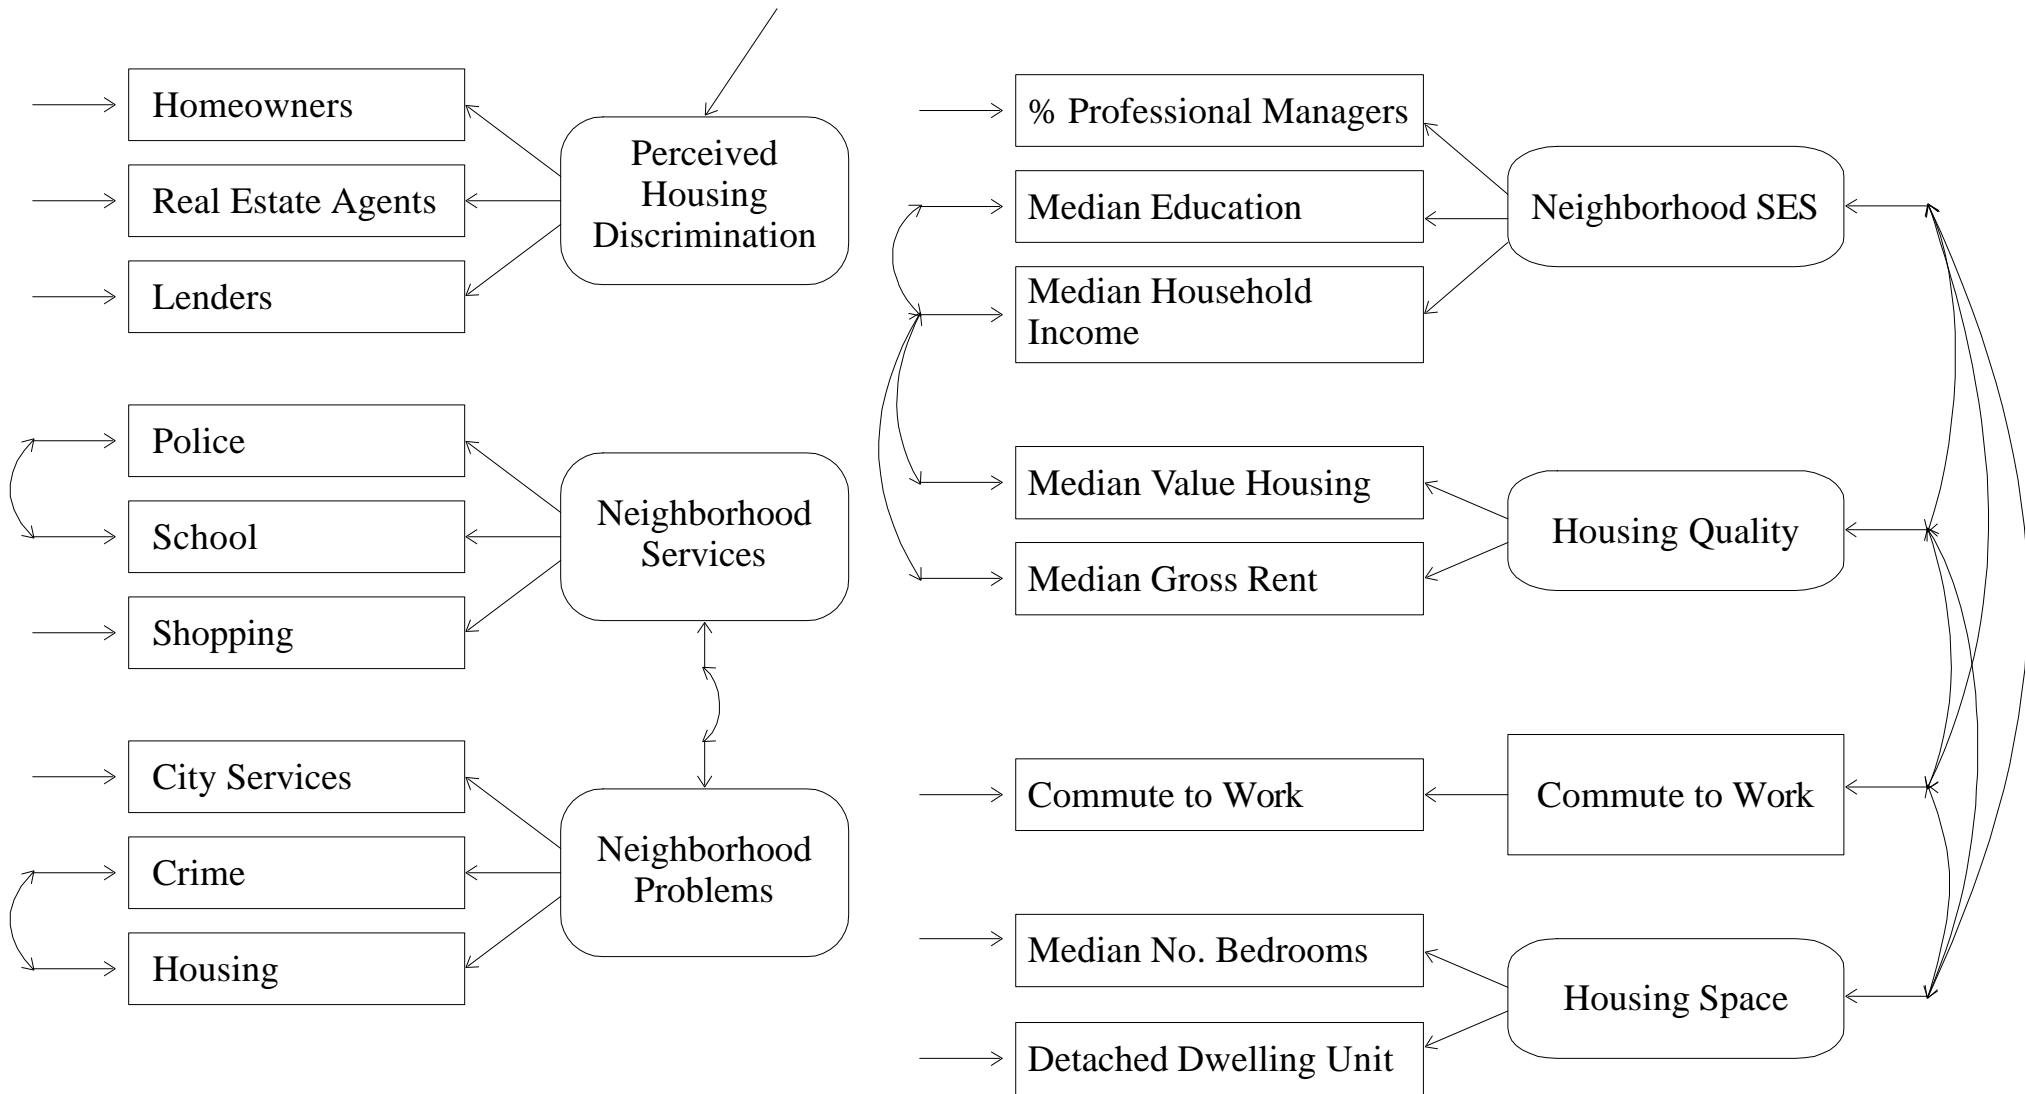 Homeowners
Real Estate Agents
Lenders
Perceived
Housing
Discrimination
Police
School
Shopping
Neighborhood
Services
City Services
Crime
Housing
Neighborhood
Problems
% Professional Managers
Median Education
Median Household
Income
Neighborhood SES
Median Value Housing
Median Gross Rent
Housing Quality
Commute to Work
Commute to Work
Median No. Bedrooms
Detached Dwelling Unit
Housing Space